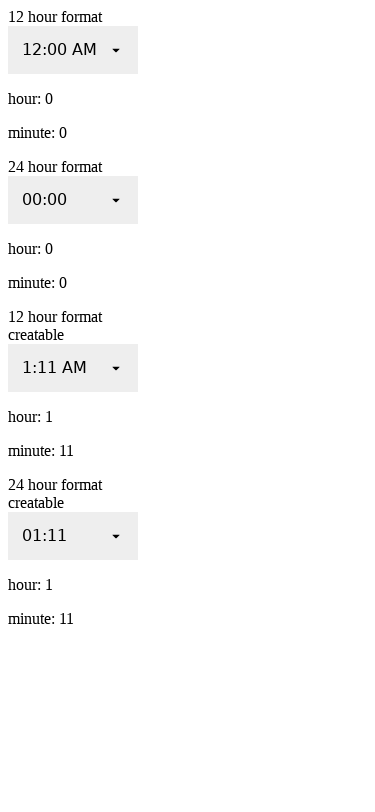 12 hour format
12:00 AM
hour: 0
minute: 0
24 hour format
00:00
hour: 0
minute: 0
12 hour format
creatable
1:11 AM
hour: 1
minute: 11
24 hour format
creatable
01:11
hour: 1
minute: 11